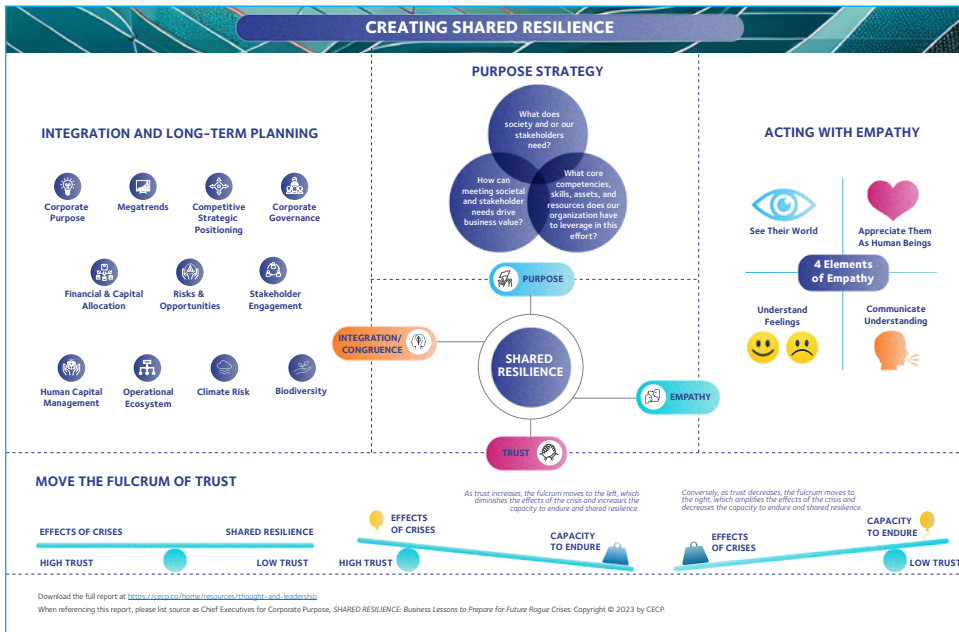 CREATING SHARED RESILIENCE
INTEGRATION AND LONG-TERM PLANNING
Corporate
Purpose
Megatrends
Competitive
Strategic
Positioning
Corporate
Governance
Financial & Capital
Allocation
Risks &
Opportunities
Stakeholder
Engagement
Human Capital
Management
Operational
Ecosystem
Climate Risk
Biodiversity
PURPOSE STRATEGY
What does
society and or our
stakeholders
need?
How can
meeting societal
and stakeholder
needs drive
business value?
What core
competencies,
skills, assets, and
resources does our
organization have
to leverage in this
effort?
PURPOSE
INTEGRATION/
CONGRUENCE
SHARED
RESILIENCE
EMPATHY
TRUST
ACTING WITH EMPATHY
See Their World
Appreciate Them
As Human Beings
4 Elements
of Empathy
Understand
Feelings
Communicate
Understanding
MOVE THE FULCRUM OF TRUST
EFFECTS OF CRISES
SHARED RESILIENCE
HIGH TRUST
LOW TRUST
As trust increases, the fulcrum moves to the left, which
diminishes the effects of the crisis and increases the
capacity to endure and shared resilience.
EFFECTS
OF CRISES
CAPACITY
TO ENDURE
HIGH TRUST
Conversely, as trust decreases, the fulcrum moves to
the right, which amplifies the effects of the crisis and
decreases the capacity to endure and shared resilience.
EFFECTS
OF CRISES
CAPACITY
TO ENDURE
LOW TRUST
Download the full report at https://cecp.co/home/resources/thought-and-leadership
When referencing this report, please list source as Chief Executives for Corporate Purpose, SHARED RESILIENCE: Business Lessons to Prepare for Future Rogue Crises. Copyright © 2023 by CECP.